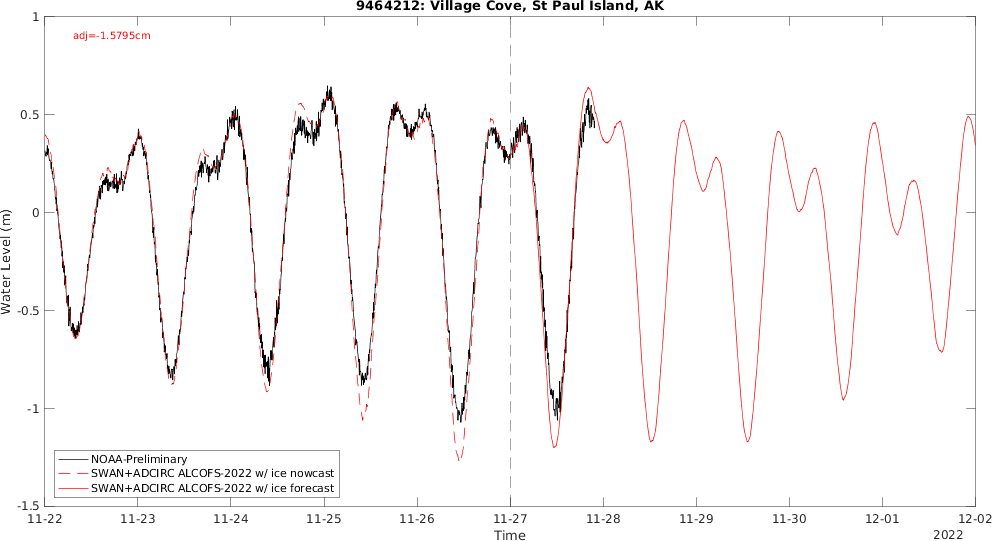 9464212: Village Cove, St Paul Island, AK
adj=-1.5795cm
1
0.5
0
-0.5
-1
-1.5
Water Level (m)
NOAA-Preliminary
SWAN+ADCIRC ALCOFS-2022 w/ ice nowcast
SWAN+ADCIRC ALCOFS-2022 w/ ice forecast
11-22 11-23 11-24 11-25 11-26 11-27 11-28 11-29 11-30 12-01 12-02
Time
2022